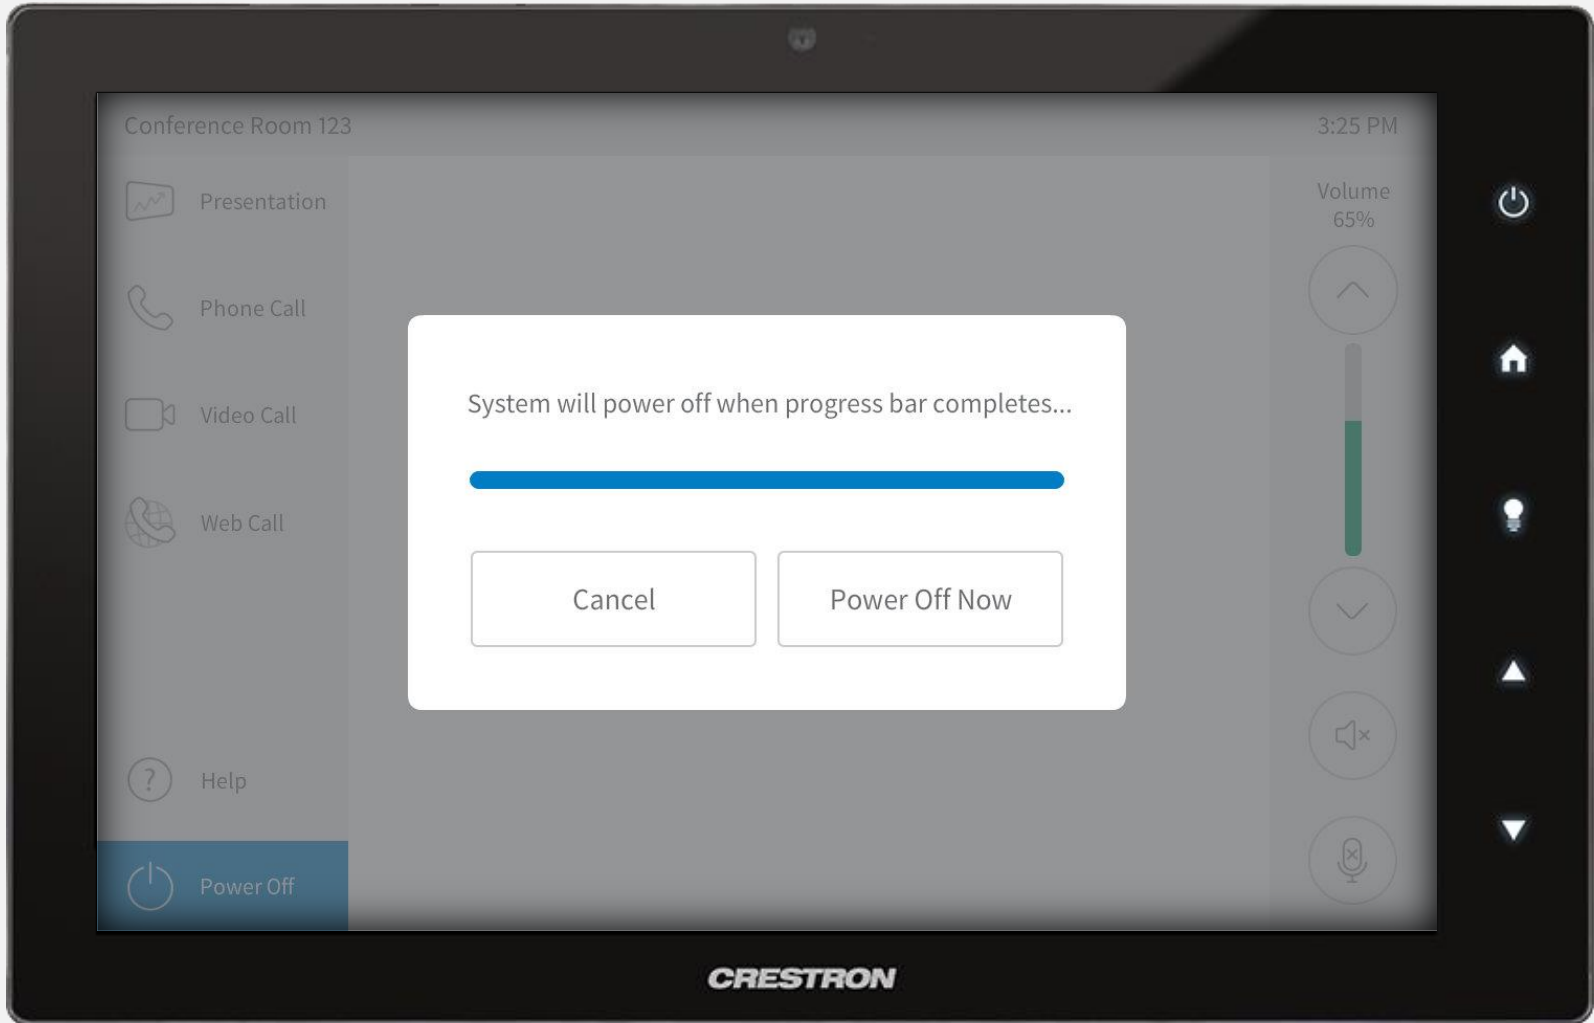 Conference Room 123
3:25 PM
Presentation
Phone Call
Video Call
Web Call
Help
Power Off
System will power off when progress bar completes...
Cancel
Power Off Now
Volume
65%
CRESTRON